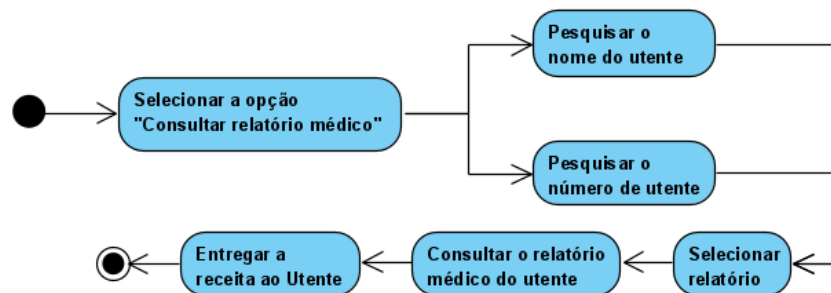 Selecionar a opção
"Consultar relatório médico"
Pesquisar o
nome do utente
Pesquisar o
número de utente
Entregar a
receita ao Utente
Consultar o relatório
médico do utente
Selecionar
relatório